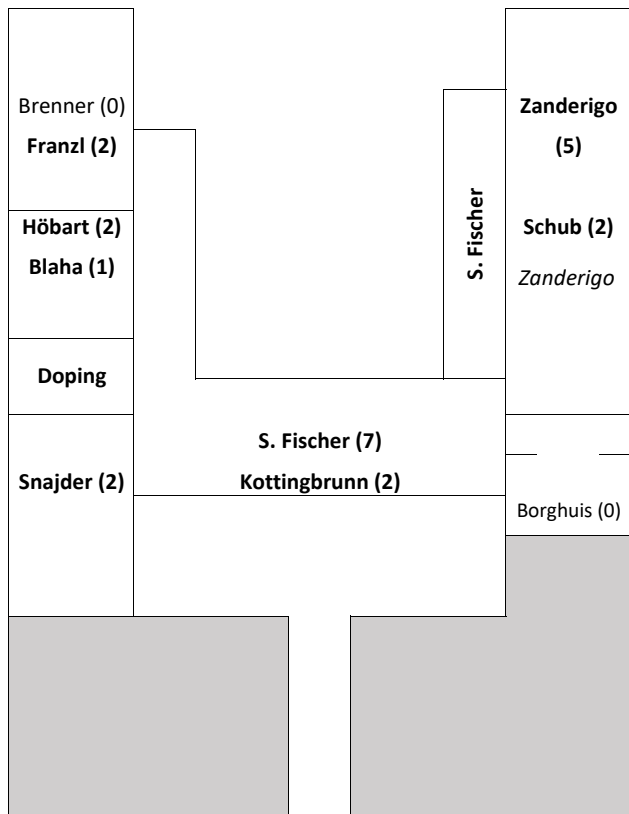 Brenner (0)
Franzl (2)
Höbart (2)
Blaha (1)
Doping
Snajder (2)
S. Fischer (7)
Kottingbrunn (2)
S. Fischer
Zanderigo
(5)
Schub (2)
Zanderigo
Borghuis (0)